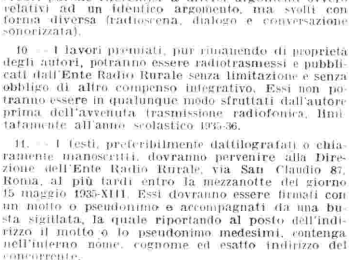 relativi ad un identico argomento, ma svolti con
forma diversa (radioscena, dialogo e conversazione
sonorizzata).
10 — I lavori premiati, pur rimanendo di proprietà
degli autori, potranno essere radiotrasmessi e pubbli-
cati dall'Ente Radio Rurale senza limitazione e senza
obbligo di altro compenso integrativo. Essi non po-
tranno essere in qualunque modo sfruttati dall'autore
prima dell'avvenuta trasmissione radiofonica, limi-
tatamente all'anno scolastico 1935-36.
11. — I testi, preferibilmente dattilografati o chia-
ramente manoscritti, dovranno pervenire alla Dire-
zione dell'Ente Radio Rurale, via San Claudio 87,
Roma, al più tardi entro la mezzanotte del giorno
15 maggio 1935-XIII. Essi dovranno essere firmati con
un motto o pseudonimo e accompagnati da una bu-
sta sigillata, la quale riportando al posto dell'indi-
rizzo il motto o lo pseudonimo medesimi, contenga
nell'interno nome, cognome ed esatto indirizzo del
concorrente.